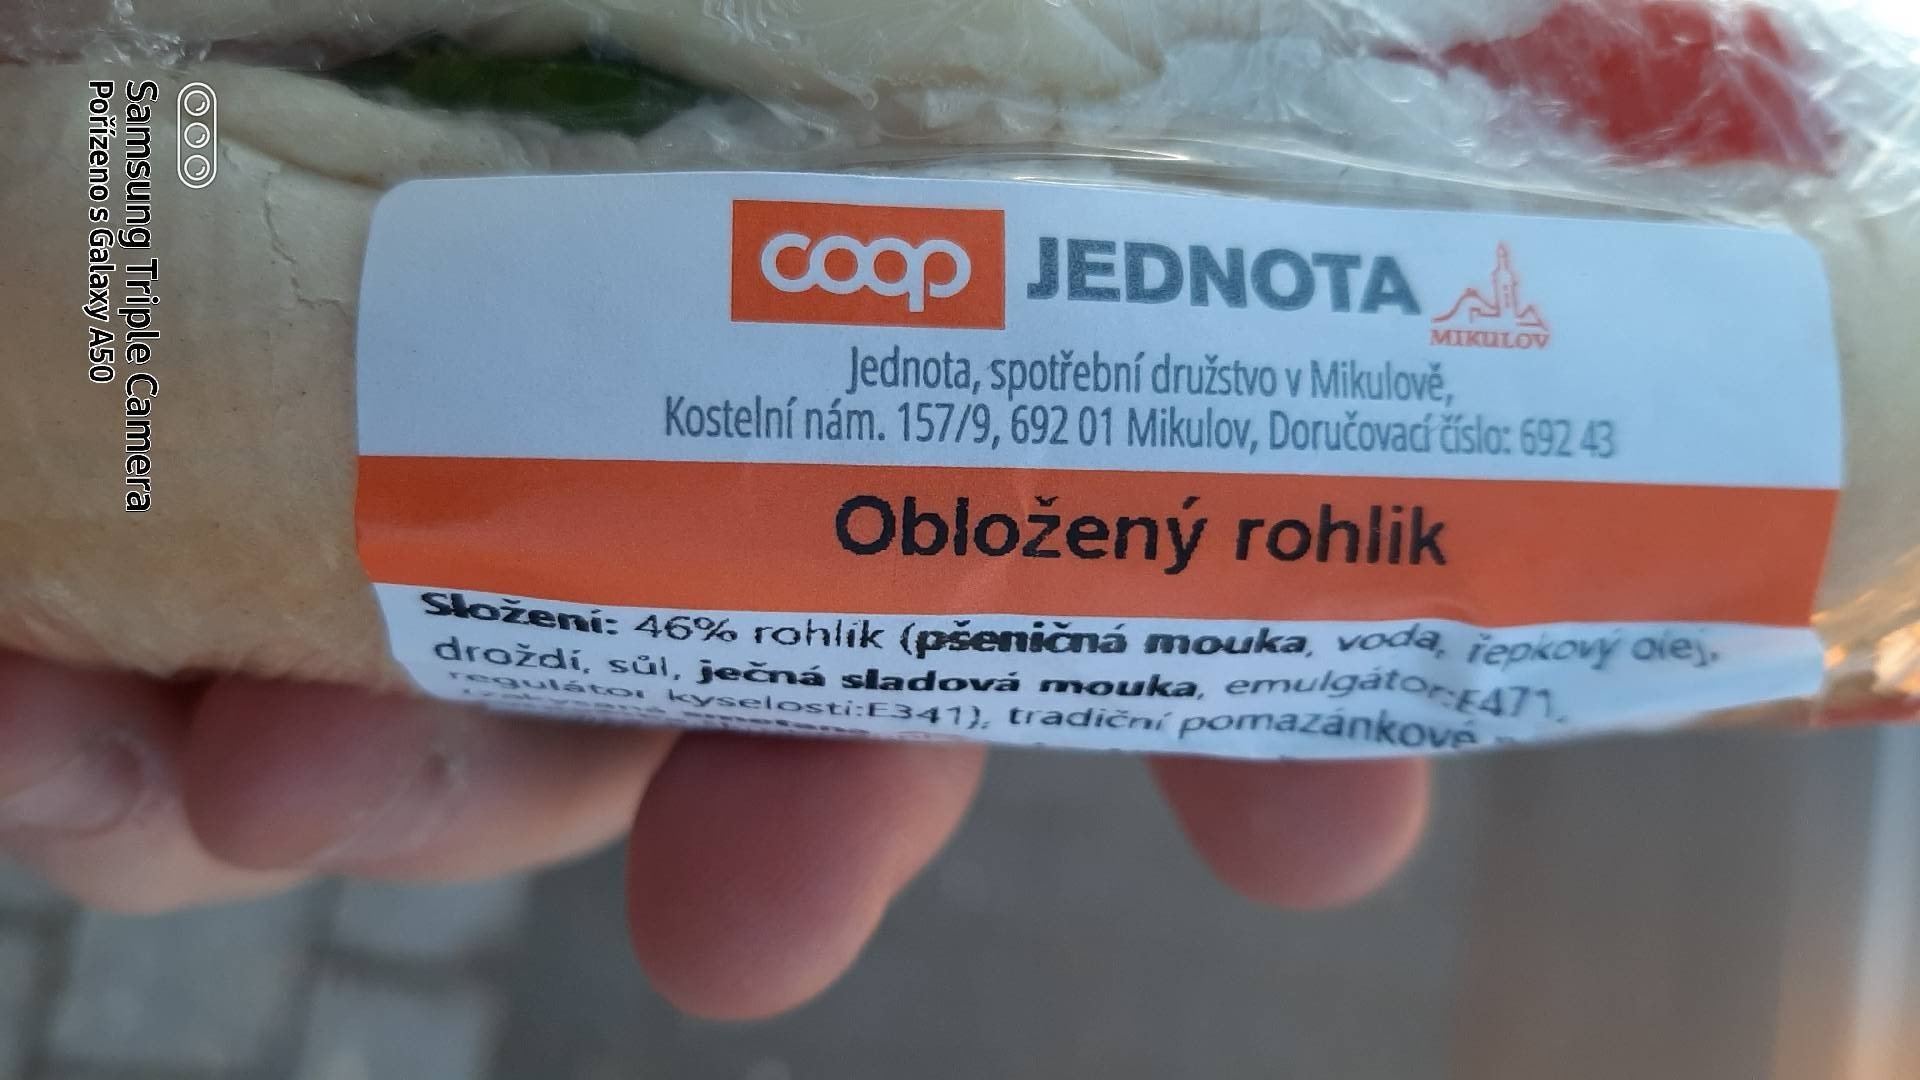 coop JEDNOTA
MIKULOV
Jednota, spotřební družstvo v Mikulově,
Kostelní nám. 157/9, 692 01 Mikulov, Doručovací číslo: 692 43
Obložený rohlik
Složení: 46% rohlík (pšeničná mouka, voda, řepkový olej,
droždí, sůl, ječná sladová mouka, emulgátor:E471,
regulátor kyselosti:E341), tradiční pomazánkové
smetana
Samsung Triple Camera
Pořízeno s Galaxy A50